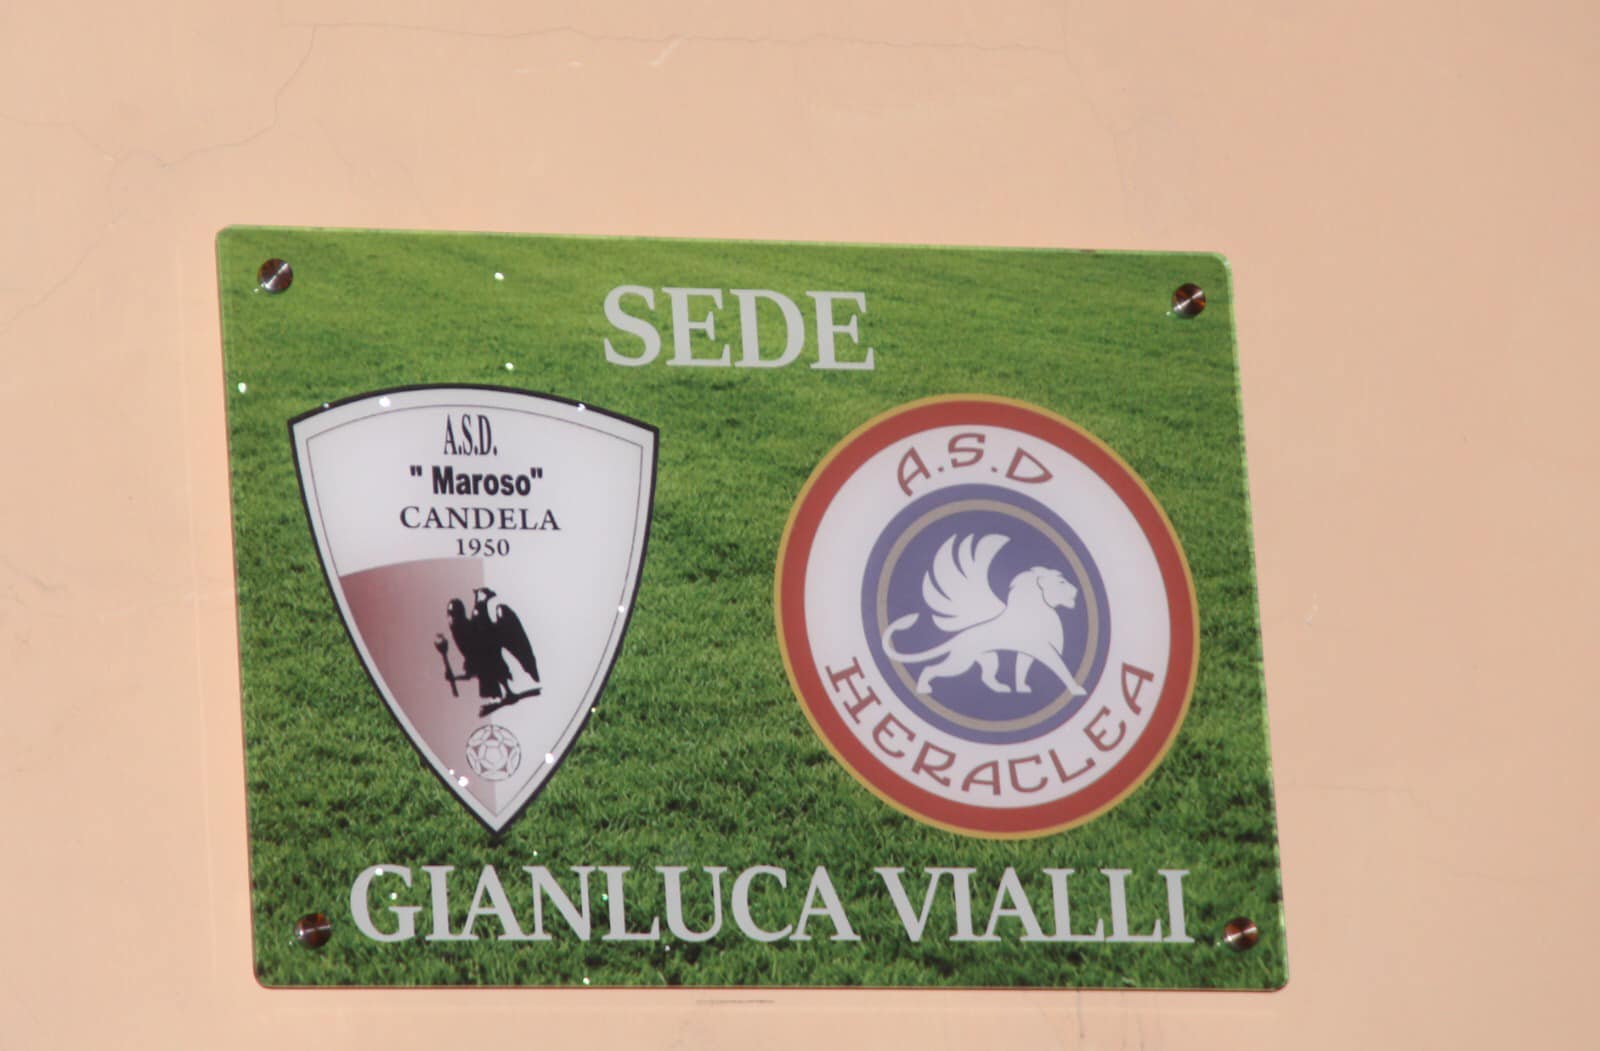 SEDE
A.S.D.
" Maroso"
CANDELA
1950
A.S.D
HERACLEA
GIANLUCA VIALLI